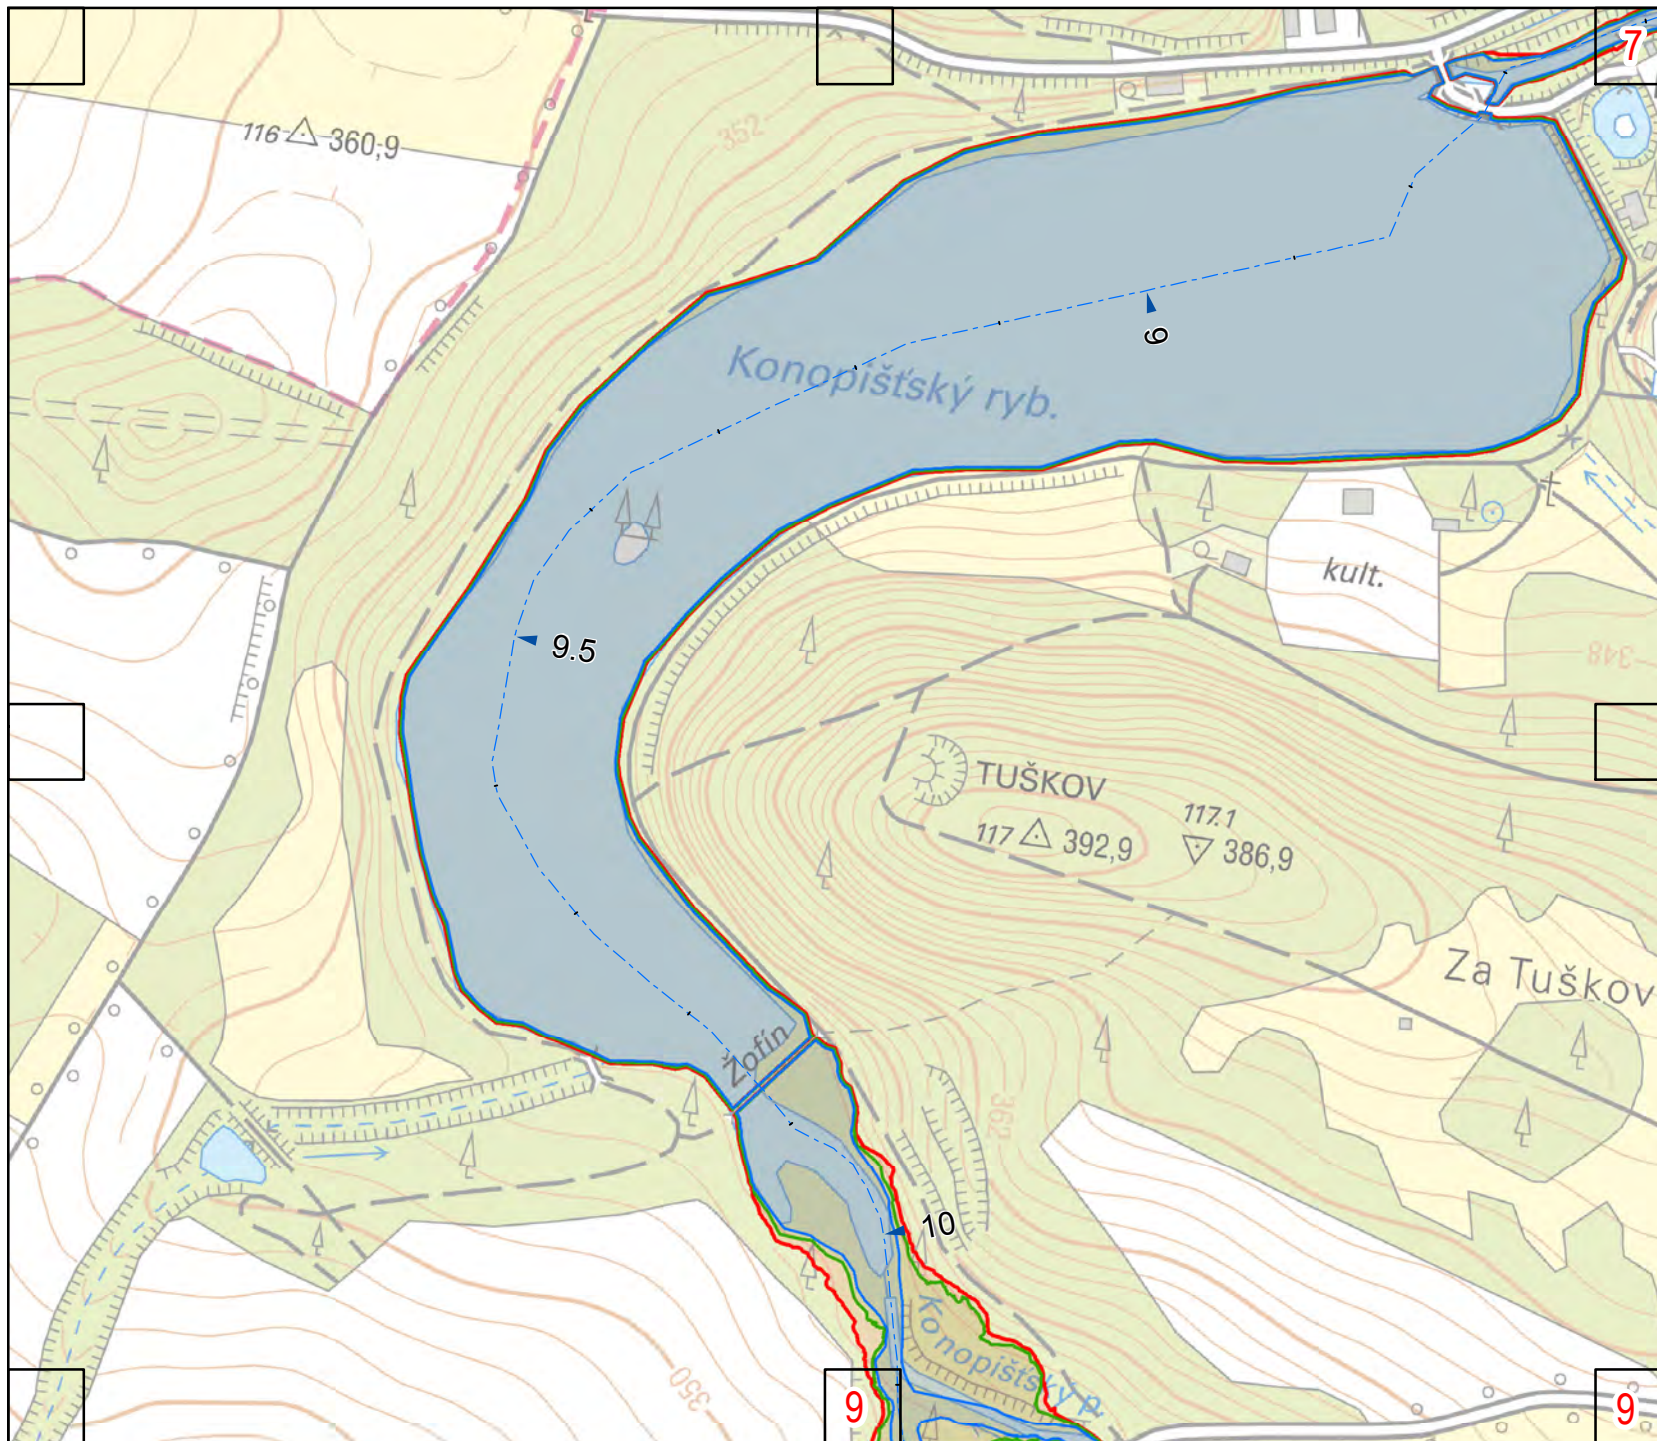 7
116 360,9
352
Konopišťský ryb.
9
kult.
9.5
348
TUŠKOV
117 392,9
117.1
386,9
Za Tuškov
Žofín
362
10
Konopišťský p.
350
9
9